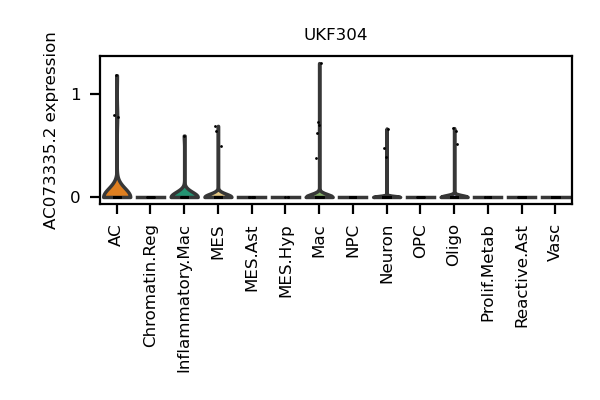 UKF304
AC073335.2 expression
1
0
AC
Chromatin.Reg
Inflammatory.Mac
MES
MES.Ast
MES.Hyp
Mac
NPC
Neuron
OPC
Oligo
Prolif.Metab
Reactive.Ast
Vasc